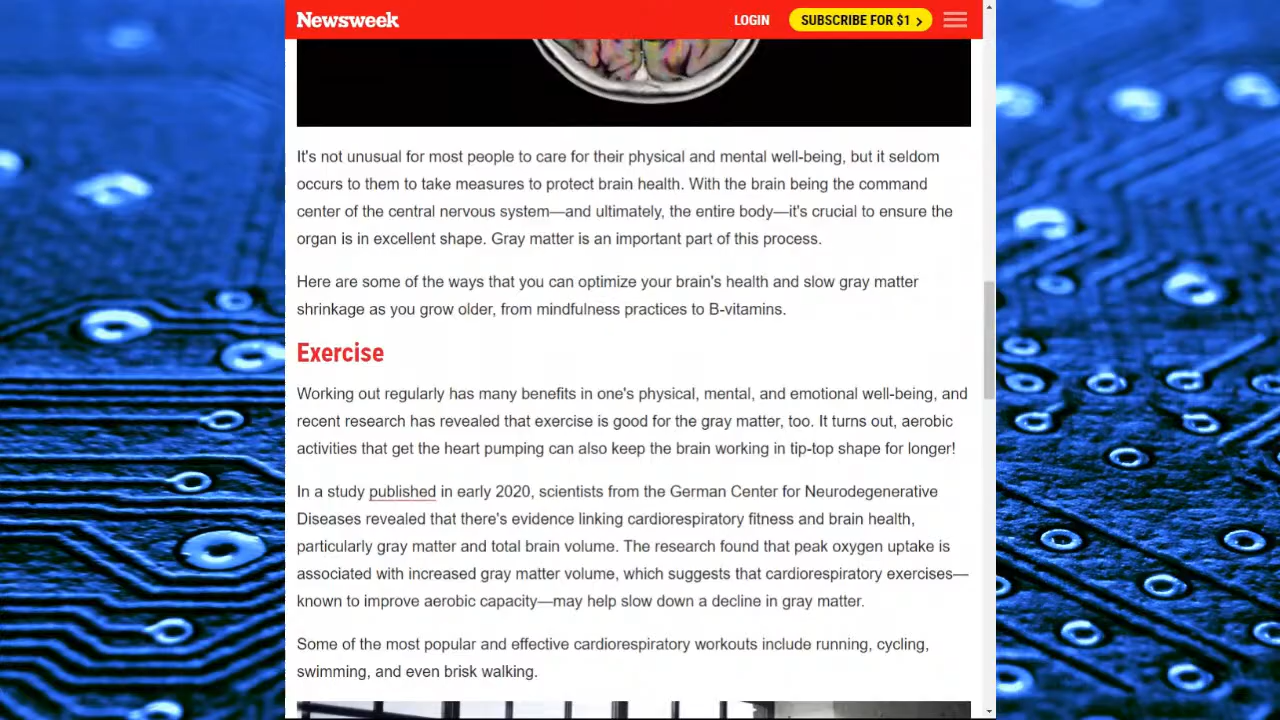 Newsweek
LOGIN
SUBSCRIBE FOR $1
It's not unusual for most people to care for their physical and mental well-being, but it seldom
occurs to them to take measures to protect brain health. With the brain being the command
center of the central nervous system—and ultimately, the entire body—it's crucial to ensure the
organ is in excellent shape. Gray matter is an important part of this process.
Here are some of the ways that you can optimize your brain's health and slow gray matter
shrinkage as you grow older, from mindfulness practices to B-vitamins.
Exercise
Working out regularly has many benefits in one's physical, mental, and emotional well-being, and
recent research has revealed that exercise is good for the gray matter, too. It turns out, aerobic
activities that get the heart pumping can also keep the brain working in tip-top shape for longer!
In a study published in early 2020, scientists from the German Center for Neurodegenerative
Diseases revealed that there's evidence linking cardiorespiratory fitness and brain health,
particularly gray matter and total brain volume. The research found that peak oxygen uptake is
associated with increased gray matter volume, which suggests that cardiorespiratory exercises—
known to improve aerobic capacity—may help slow down a decline in gray matter.
Some of the most popular and effective cardiorespiratory workouts include running, cycling,
swimming, and even brisk walking.